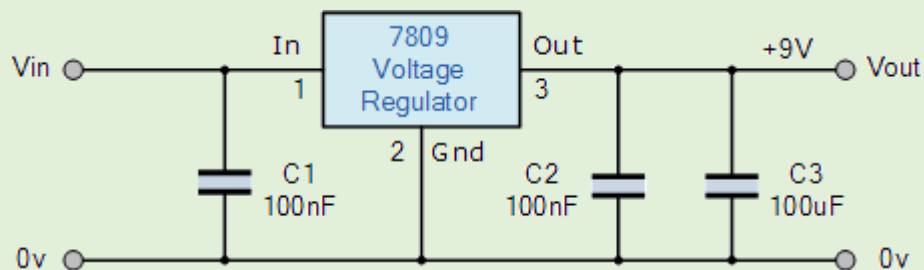 7809
Voltage
Regulator
In
Out
+9V
Vin
Vout
1
3
2
Gnd
C1
100nF
C2
100nF
C3
100uF
0v
0v